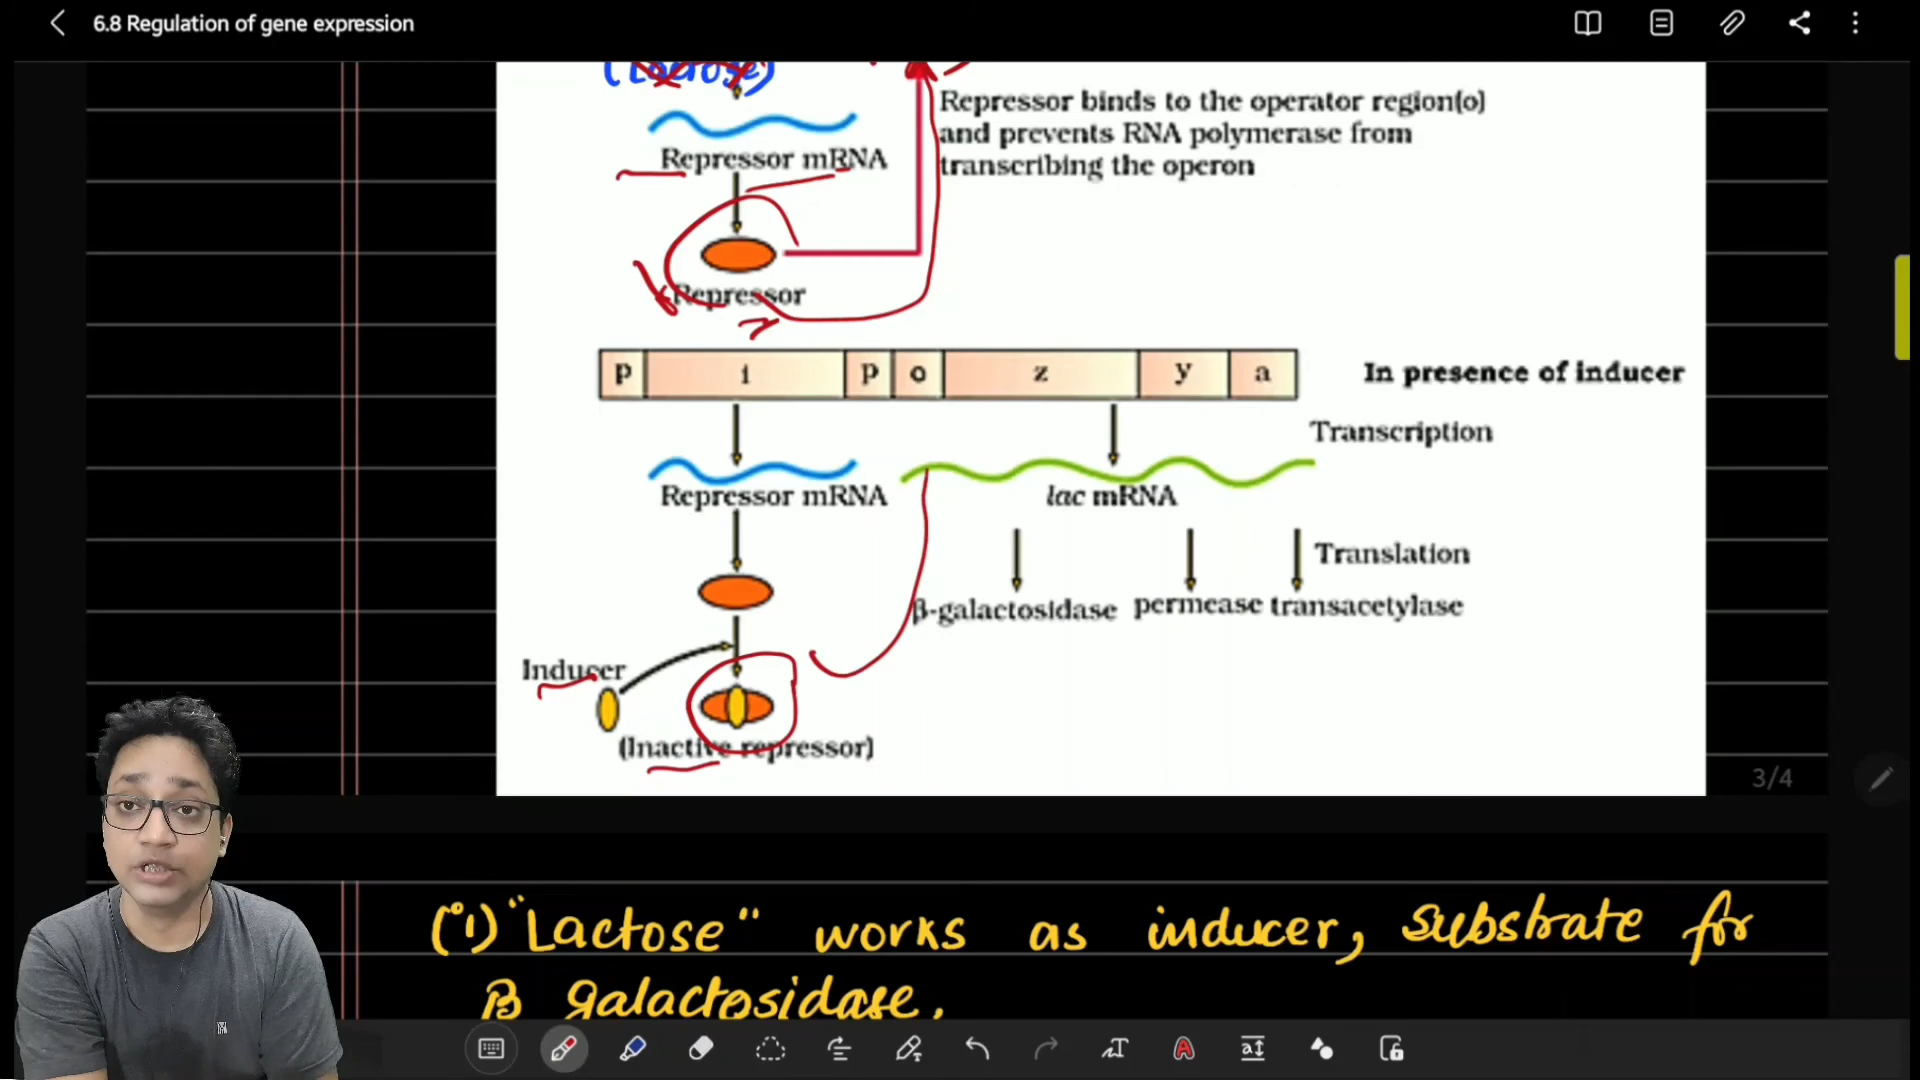 6.8 Regulation of gene expression
(Lactose)
Repressor binds to the operator region(o)
and prevents RNA polymerase from
transcribing the operon
Repressor mRNA
Repressor
p i p o z y a
In presence of inducer
Transcription
Repressor mRNA
lac mRNA
Translation
β-galactosidase permease transacetylase
Inducer
(Inactive repressor)
3/4
(i) "Lactose" works as inducer, substrate for
B galactosidase.